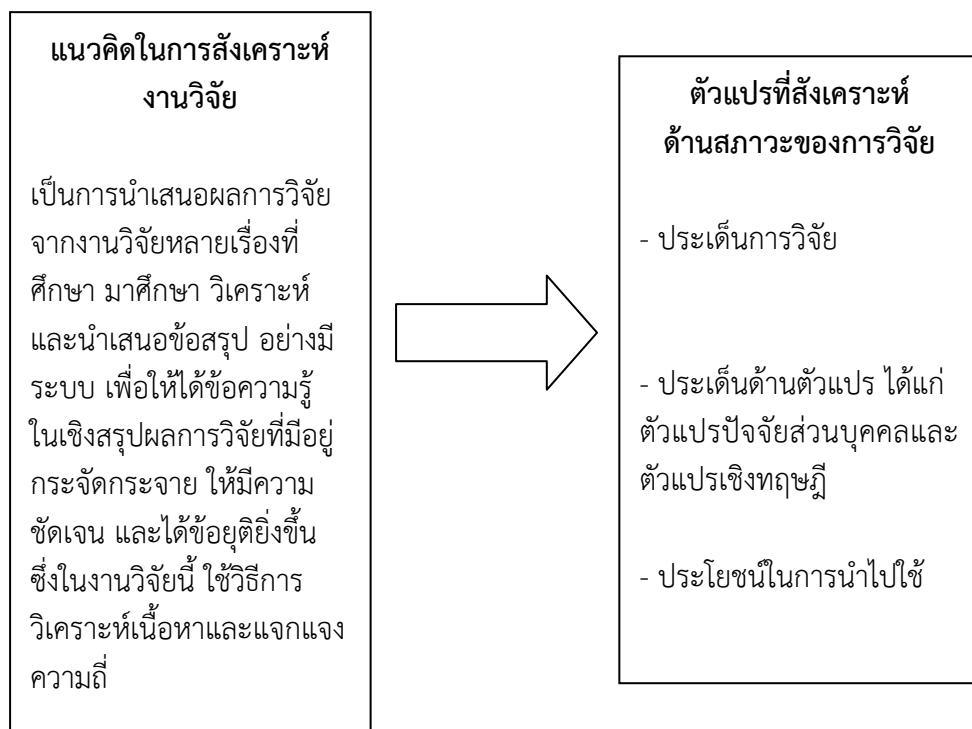 แนวคิดในการสังเคราะห์
งานวิจัย
เป็นการนำเสนอผลการวิจัย
จากงานวิจัยหลายเรื่องที่
ศึกษา มาศึกษา วิเคราะห์
และนำเสนอข้อสรุป อย่างมี
ระบบ เพื่อให้ได้ข้อความรู้
ในเชิงสรุปผลการวิจัยที่มีอยู่
กระจัดกระจาย ให้มีความ
ชัดเจน และได้ข้อยุติยิ่งขึ้น
ซึ่งในงานวิจัยนี้ ใช้วิธีการ
วิเคราะห์เนื้อหาและแจกแจง
ความถี่
ตัวแปรที่สังเคราะห์
ด้านสภาวะของการวิจัย
- ประเด็นการวิจัย
- ประเด็นด้านตัวแปร ได้แก่
ตัวแปรปัจจัยส่วนบุคคลและ
ตัวแปรเชิงทฤษฎี
- ประโยชน์ในการนำไปใช้